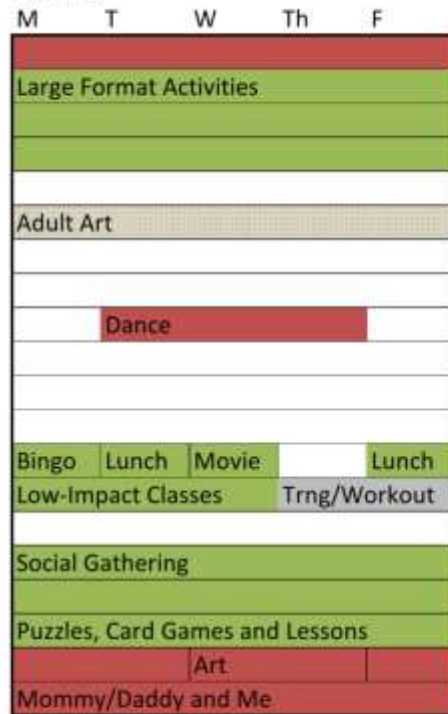 M T W Th F
Large Format Activities
Adult Art
Dance
Bingo Lunch Movie Lunch
Low-Impact Classes Trng/Workout
Social Gathering
Puzzles, Card Games and Lessons
Art
Mommy/Daddy and Me